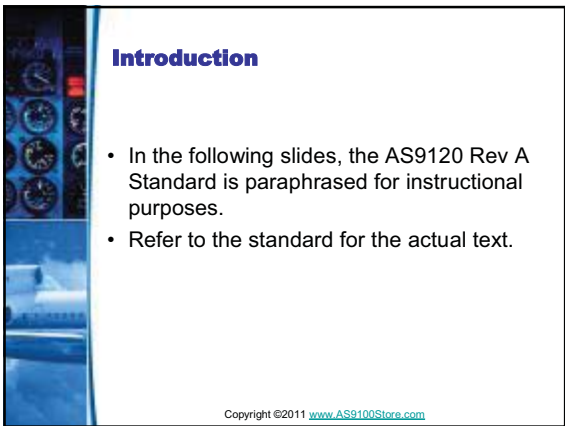 Introduction
• In the following slides, the AS9120 Rev A
Standard is paraphrased for instructional
purposes.
• Refer to the standard for the actual text.
Copyright ©2011 www.AS9100Store.com